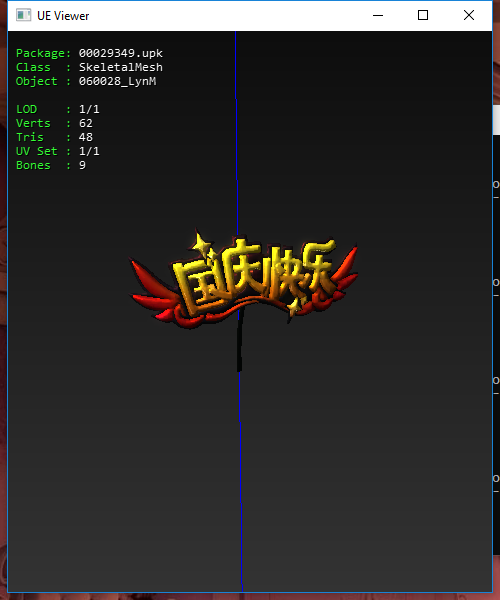 UE Viewer
Package: 00029349.upk
Class  : SkeletalMesh
Object : 060028_LynM
LOD    : 1/1
Verts  : 62
Tris   : 48
UV Set : 1/1
Bones  : 9
国庆快乐